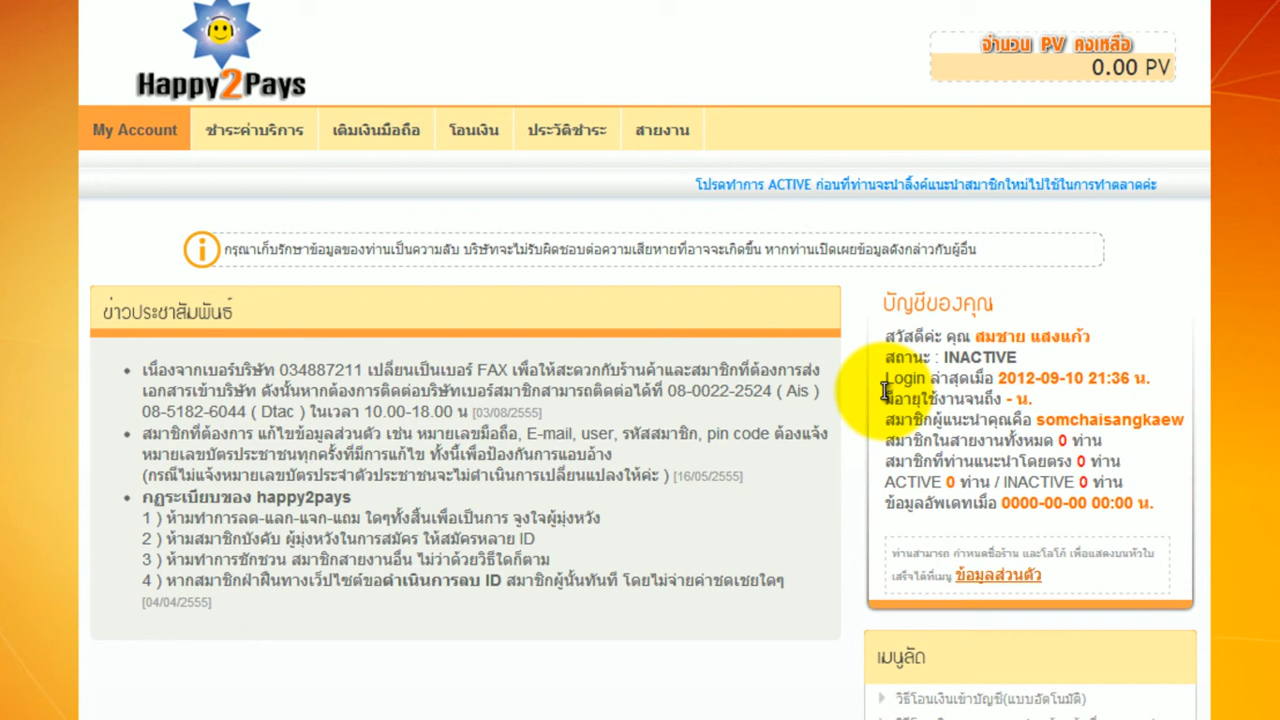 Happy2Pays
จำนวน PV คงเหลือ
0.00 PV
My Account ชำระค่าบริการ เติมเงินมือถือ โอนเงิน ประวัติชำระ สายงาน
โปรดทำการ ACTIVE ก่อนที่ท่านจะนำลิ้งค์แนะนำสมาชิกใหม่ไปใช้ในการทำตลาดค่ะ
กรุณาเก็บรักษาข้อมูลของท่านเป็นความลับ บริษัทจะไม่รับผิดชอบต่อความเสียหายที่อาจจะเกิดขึ้น หากท่านเปิดเผยข้อมูลดังกล่าวกับผู้อื่น
ข่าวประชาสัมพันธ์
เนื่องจากเบอร์บริษัท 034887211 เปลี่ยนเป็นเบอร์ FAX เพื่อให้สะดวกกับร้านค้าและสมาชิกที่ต้องการส่ง
เอกสารเข้าบริษัท ดังนั้นหากต้องการติดต่อบริษัทเบอร์สมาชิกสามารถติดต่อได้ที่ 08-0022-2524 ( Ais )
08-5182-6044 ( Dtac ) ในเวลา 10.00-18.00 น [03/08/2555]
สมาชิกที่ต้องการ แก้ไขข้อมูลส่วนตัว เช่น หมายเลขมือถือ, E-mail, user, รหัสสมาชิก, pin code ต้องแจ้ง
หมายเลขบัตรประชาชนทุกครั้งที่มีการแก้ไข ทั้งนี้เพื่อป้องกันการแอบอ้าง
(กรณีไม่แจ้งหมายเลขบัตรประจำตัวประชาชนจะไม่ดำเนินการเปลี่ยนแปลงให้ค่ะ ) [16/05/2555]
กฏระเบียบของ happy2pays
1 ) ห้ามทำการลด-แลก-แจก-แถม ใดๆทั้งสิ้นเพื่อเป็นการ จูงใจผู้มุ่งหวัง
2 ) ห้ามสมาชิกบังคับ ผู้มุ่งหวังในการสมัคร ให้สมัครหลาย ID
3 ) ห้ามทำการชักชวน สมาชิกสายงานอื่น ไม่ว่าด้วยวิธีใดก็ตาม
4 ) หากสมาชิกฝ่าฝืนทางเว็ปไซต์ขอดำเนินการลบ ID สมาชิกผู้นั้นทันที โดยไม่จ่ายค่าชดเชยใดๆ
[04/04/2555]
บัญชีของคุณ
สวัสดีค่ะ คุณ สมชาย แสงแก้ว
สถานะ : INACTIVE
Login ล่าสุดเมื่อ 2012-09-10 21:36 น.
มีอายุใช้งานจนถึง - น.
สมาชิกผู้แนะนำคุณคือ somchaisangkaew
สมาชิกในสายงานทั้งหมด 0 ท่าน
สมาชิกที่ท่านแนะนำโดยตรง 0 ท่าน
ACTIVE 0 ท่าน / INACTIVE 0 ท่าน
ข้อมูลอัพเดทเมื่อ 0000-00-00 00:00 น.
ท่านสามารถ กำหนดชื่อร้าน และโลโก้ เพื่อแสดงบนหัวใบ
เสร็จได้ที่เมนู ข้อมูลส่วนตัว
เมนูลัด
วิธีโอนเงินเข้าบัญชี(แบบอัตโนมัติ)